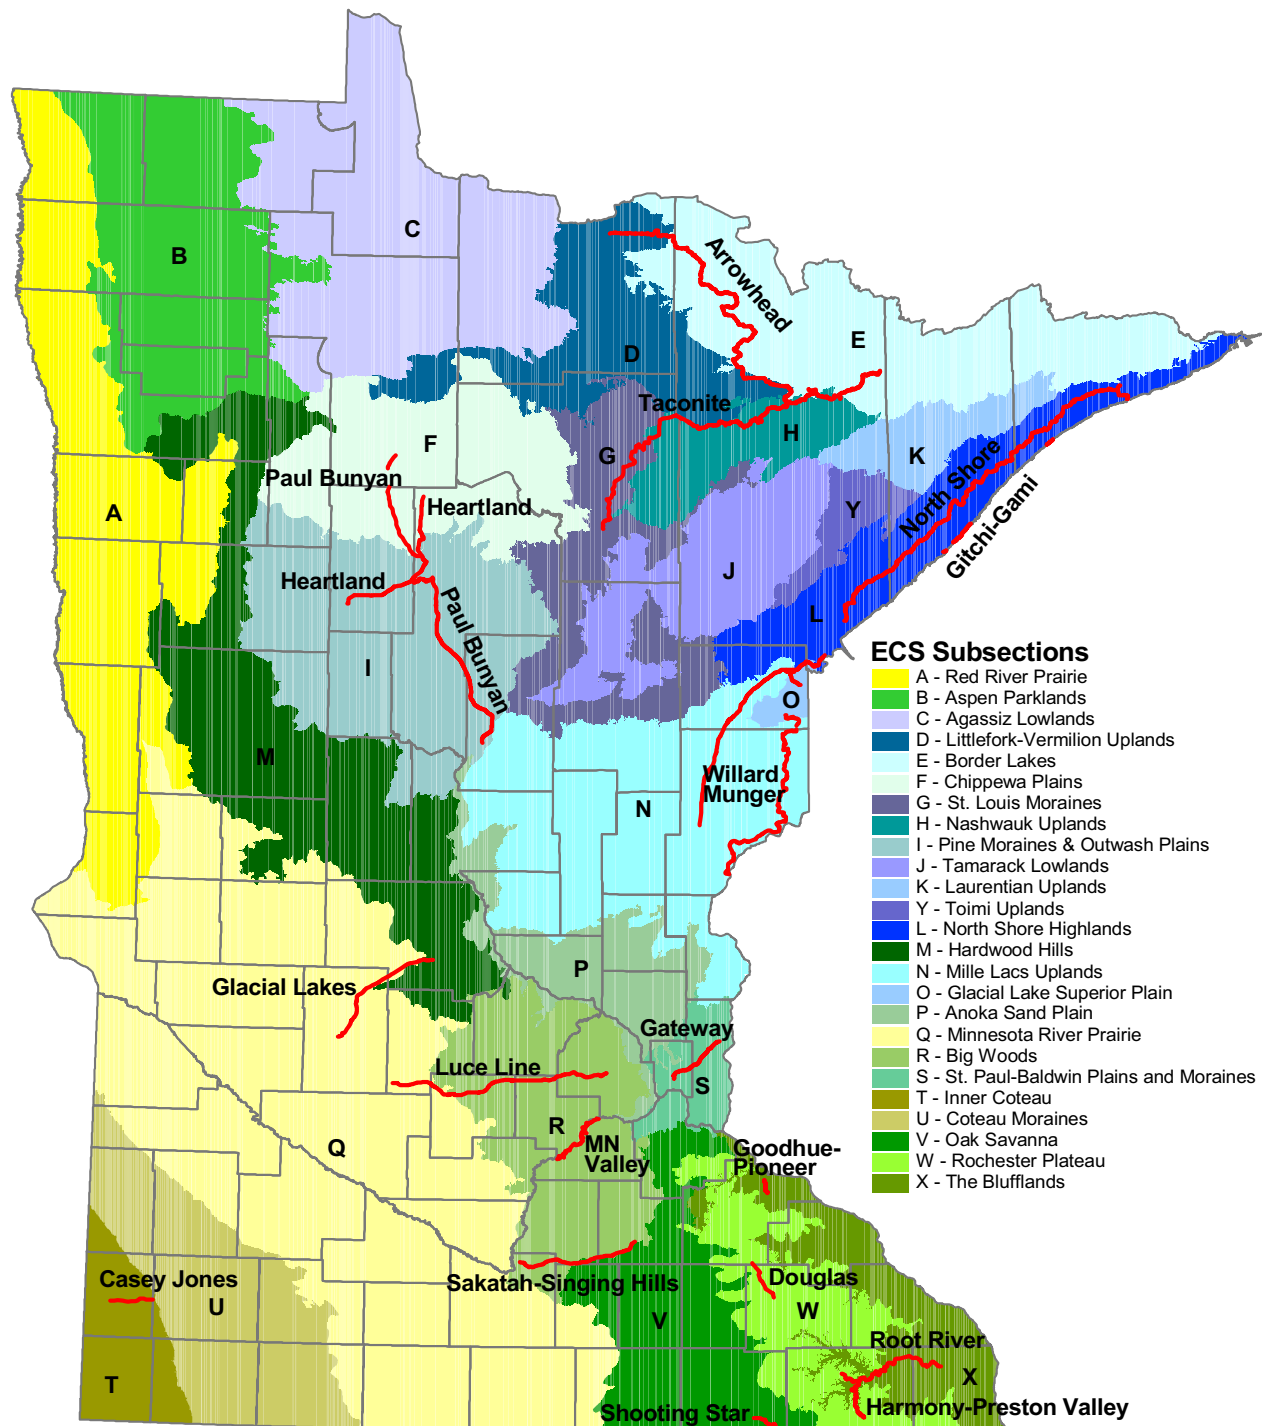 C
B
Arrowhead
E
D
Taconite
H
F
G
K
Paul Bunyan
North Shore
Heartland
A
Y
Gitchi-Gami
J
Heartland
Paul Bunyan
L
I
O
M
Willard
Munger
N
P
Glacial Lakes
Gateway
Luce Line
S
R
MN
Valley
Q
Goodhue-
Pioneer
Casey Jones
U
Sakatah-Singing Hills
Douglas
W
V
Root River
X
T
Harmony-Preston Valley
Shooting Star
ECS Subsections
A - Red River Prairie
B - Aspen Parklands
C - Agassiz Lowlands
D - Littlefork-Vermilion Uplands
E - Border Lakes
F - Chippewa Plains
G - St. Louis Moraines
H - Nashwauk Uplands
I - Pine Moraines & Outwash Plains
J - Tamarack Lowlands
K - Laurentian Uplands
Y - Toimi Uplands
L - North Shore Highlands
M - Hardwood Hills
N - Mille Lacs Uplands
O - Glacial Lake Superior Plain
P - Anoka Sand Plain
Q - Minnesota River Prairie
R - Big Woods
S - St. Paul-Baldwin Plains and Moraines
T - Inner Coteau
U - Coteau Moraines
V - Oak Savanna
W - Rochester Plateau
X - The Blufflands